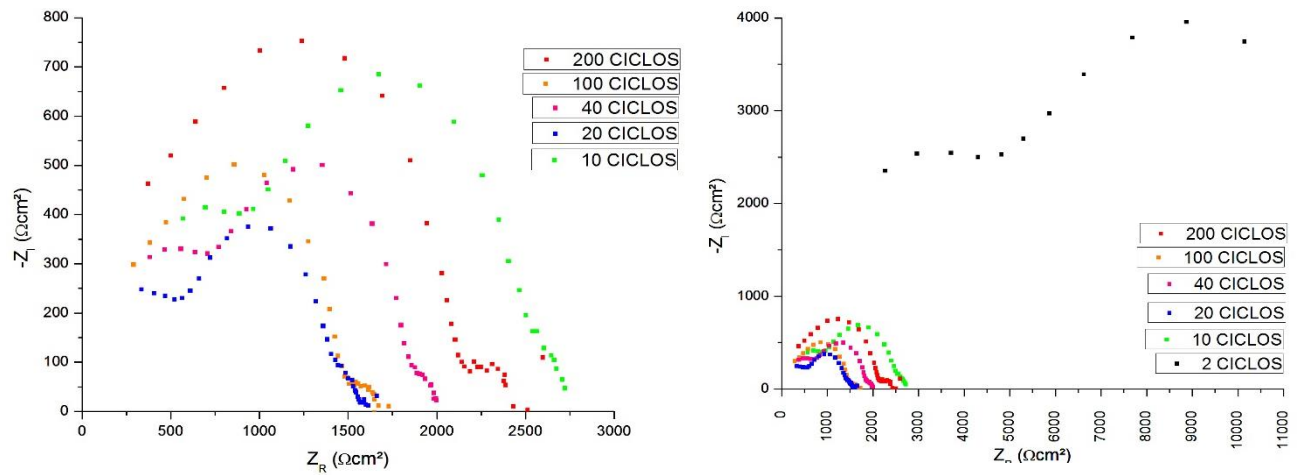 800
700
600
500
400
300
200
100
0
-Z_I (Ωcm²)
0 500 1000 1500 2000 2500 3000
Z_R (Ωcm²)
200 CICLOS
100 CICLOS
40 CICLOS
20 CICLOS
10 CICLOS
4000
3000
2000
1000
0
-Z_I (Ωcm²)
0 1000 2000 3000 4000 5000 6000 7000 8000 9000 10000 11000
(Ωcm²)
200 CICLOS
100 CICLOS
40 CICLOS
20 CICLOS
10 CICLOS
2 CICLOS